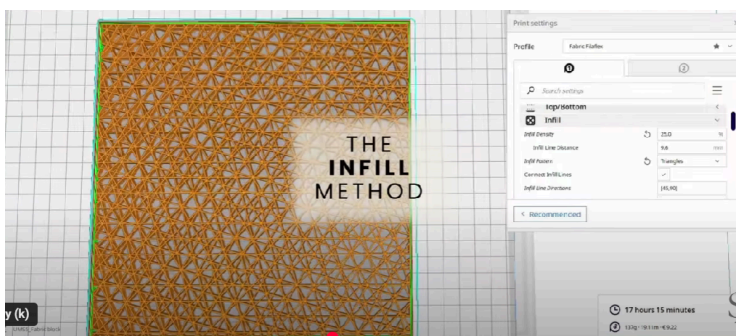 Print settings
Profile
Fabric Filaflex
1
2
Search settings
Top/Bottom
Infill
Infill Density
25.0
%
Infill Line Distance
9.6
mm
Infill Pattern
Triangles
Connect Infill Lines
Infill Line Directions
[45,90]
< Recommended
THE
INFILL
METHOD
17 hours
15 minutes
y (k)